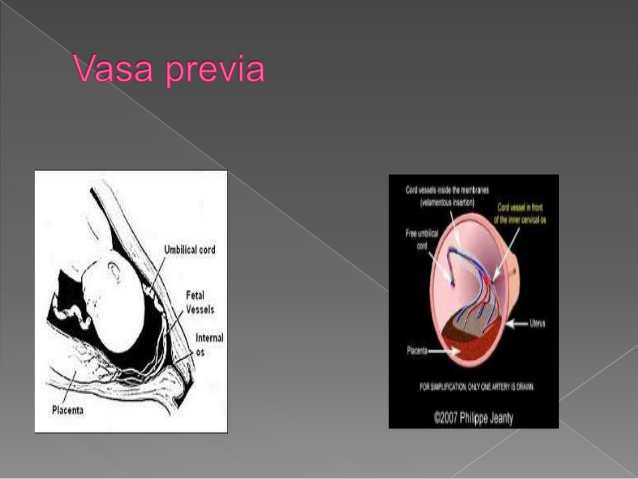 Vasa previa
Umbilical cord
Fetal
Vessels
Internal
os
Placenta
Cord vessels inside the membranes
(velamentous insertion)
Cord vessel in front
of the inner cervical os
Free umbilical
cord
Uterus
Placenta
FOR SIMPLIFICATION, ONLY ONE ARTERY IS DRAWN
©2007 Philippe Jeanty